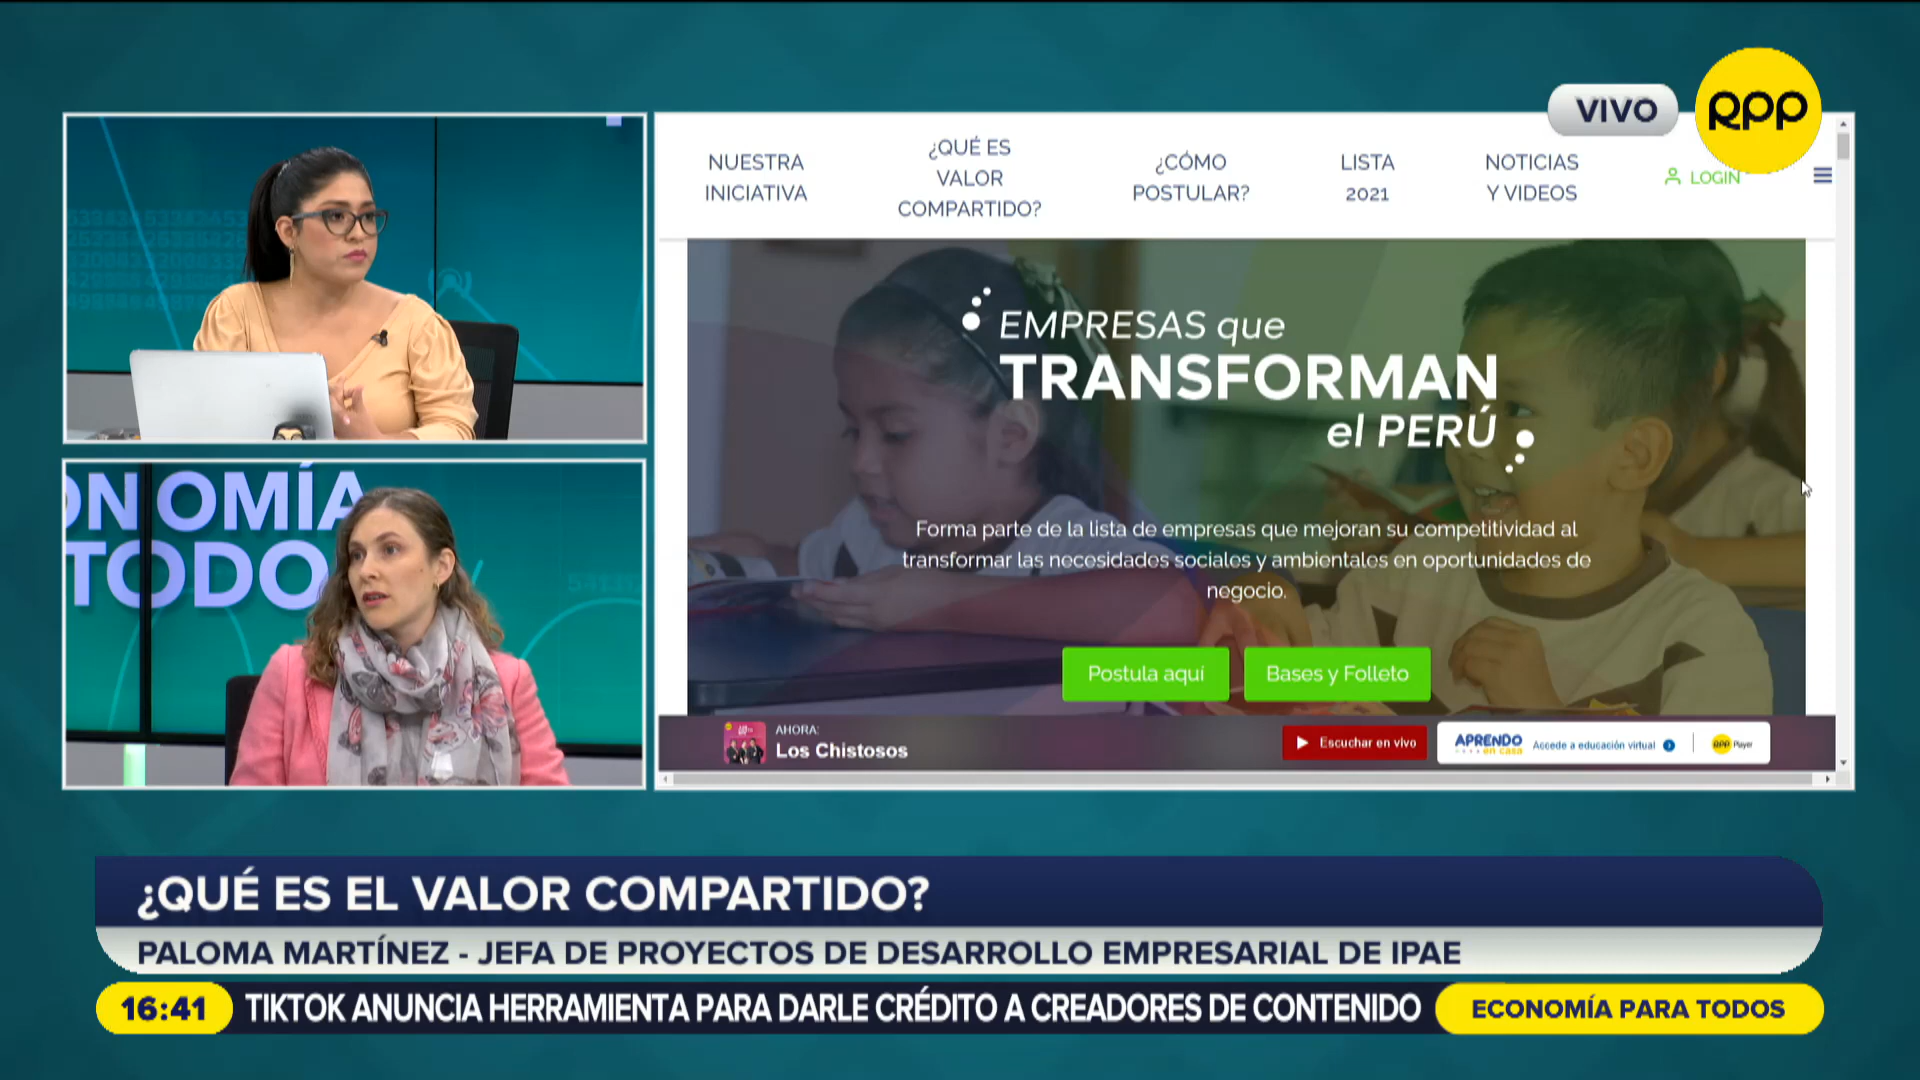 VIVO
RPP
NUESTRA
INICIATIVA
¿QUÉ ES
VALOR
COMPARTIDO?
¿CÓMO
POSTULAR?
LISTA
2021
NOTICIAS
Y VIDEOS
LOGIN
EMPRESAS que
TRANSFORMAN
el PERÚ
Forma parte de la lista de empresas que mejoran su competitividad al
transformar las necesidades sociales y ambientales en oportunidades de
negocio.
Postula aquí
Bases y Folleto
AHORA:
Los Chistosos
Escuchar en vivo
APRENDO
en casa
Accede a educación virtual
RPP Player
ONOMÍA
TODO
¿QUÉ ES EL VALOR COMPARTIDO?
PALOMA MARTÍNEZ - JEFA DE PROYECTOS DE DESARROLLO EMPRESARIAL DE IPAE
16:41
TIKTOK ANUNCIA HERRAMIENTA PARA DARLE CRÉDITO A CREADORES DE CONTENIDO
ECONOMÍA PARA TODOS